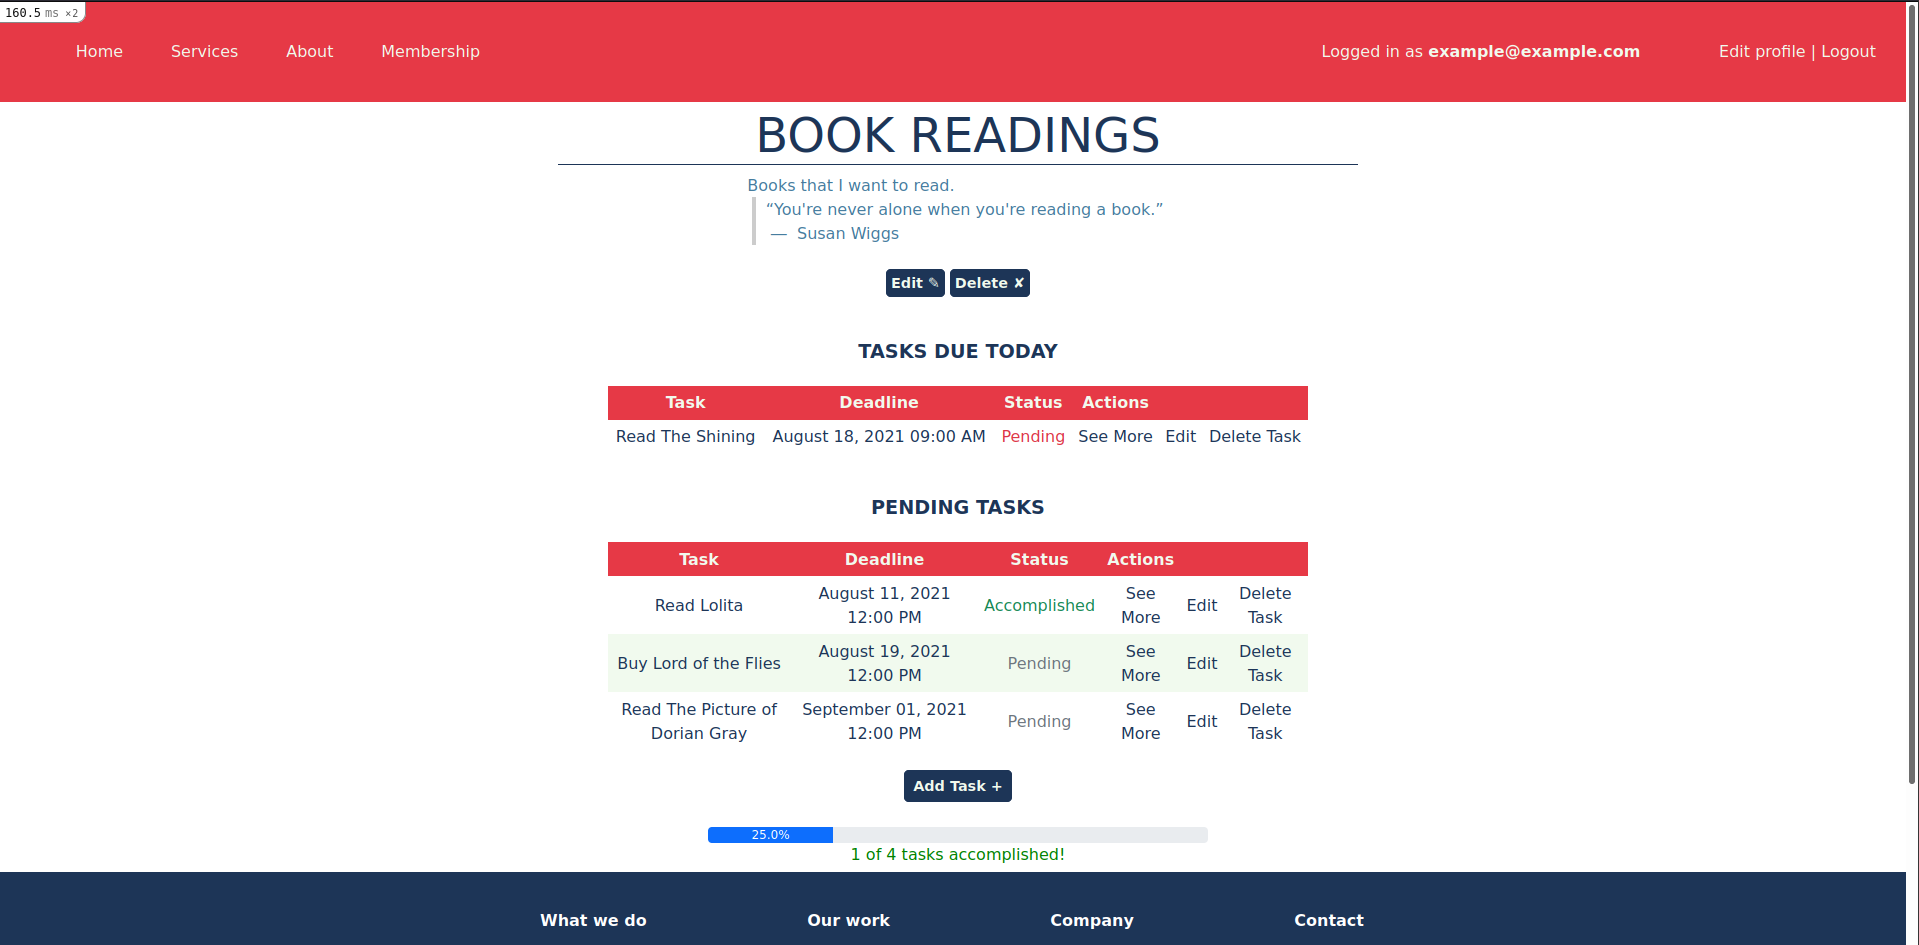 160.5 ms ×2
Home Services About Membership Logged in as example@example.com Edit profile | Logout
BOOK READINGS
Books that I want to read.
“You're never alone when you're reading a book.”
— Susan Wiggs
Edit ✎ Delete ✘
TASKS DUE TODAY
Task Deadline Status Actions
Read The Shining August 18, 2021 09:00 AM Pending See More Edit Delete Task
PENDING TASKS
Task Deadline Status Actions
Read Lolita August 11, 2021 12:00 PM Accomplished See More Edit Delete Task
Buy Lord of the Flies August 19, 2021 12:00 PM Pending See More Edit Delete Task
Read The Picture of Dorian Gray September 01, 2021 12:00 PM Pending See More Edit Delete Task
Add Task +
25.0%
1 of 4 tasks accomplished!
What we do Our work Company Contact